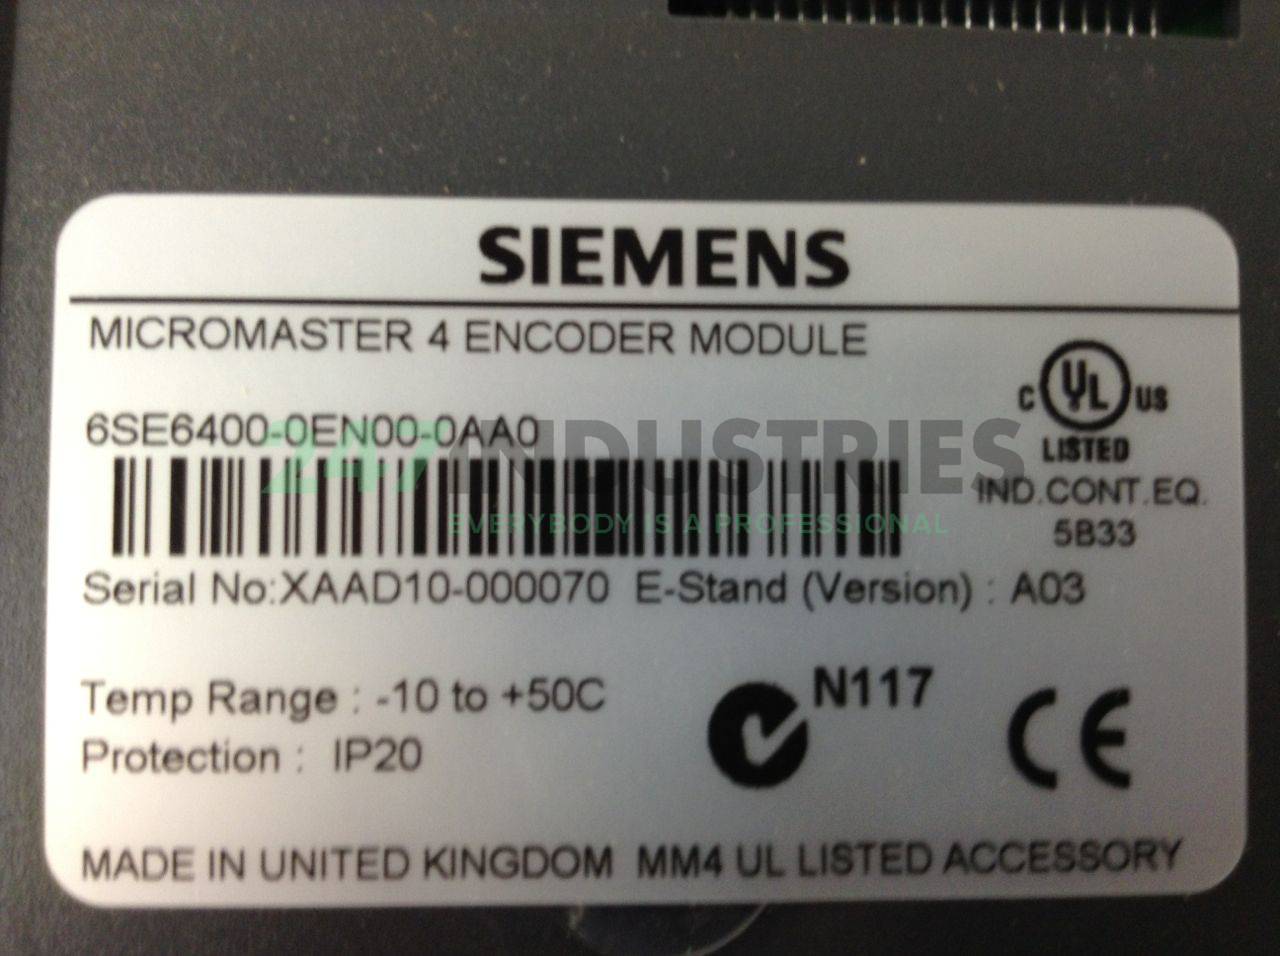 SIEMENS
MICROMASTER 4 ENCODER MODULE
C UL US
LISTED
6SE6400-0EN00-0AA0
247INDUSTRIES
EVERYBODY IS A PROFESSIONAL
IND.CONT.EQ.
5B33
Serial No:XAAD10-000070 E-Stand (Version) : A03
Temp Range : -10 to +50C
N117
CE
Protection : IP20
MADE IN UNITED KINGDOM MM4 UL LISTED ACCESSORY